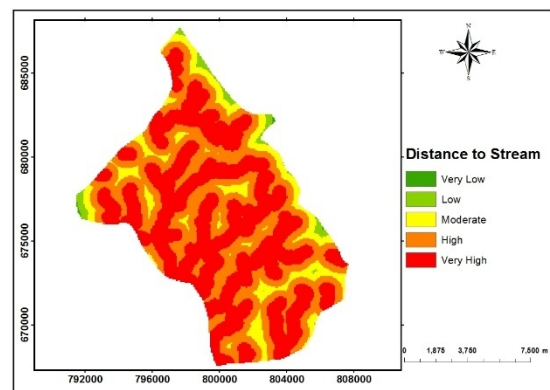 N
W
E
S
685000
680000
675000
670000
792000 796000 800000 804000 808000
Distance to Stream
Very Low
Low
Moderate
High
Very High
0 1,875 3,750 7,500 m